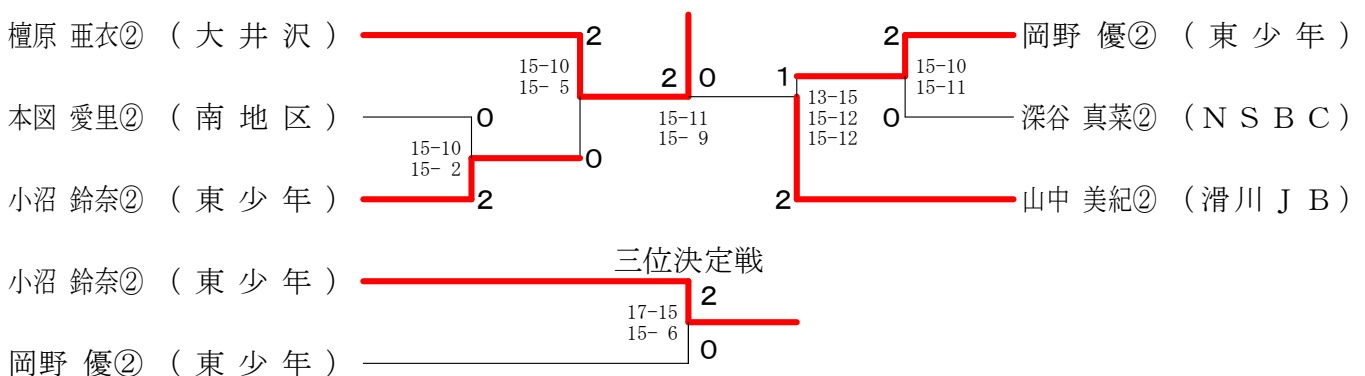 檀原 亜衣② ( 大 井 沢 )
2
2
岡野 優② ( 東 少 年 )
15-10
15- 5
2
0
1
15-10
15-11
本図 愛里② ( 南 地 区 )
0
15-11
15- 9
13-15
15-12
15-12
0
深谷 真菜② ( N S B C )
15-10
15- 2
0
小沼 鈴奈② ( 東 少 年 )
2
2
山中 美紀② ( 滑川 J B )
三位決定戦
小沼 鈴奈② ( 東 少 年 )
2
17-15
15- 6
0
岡野 優② ( 東 少 年 )